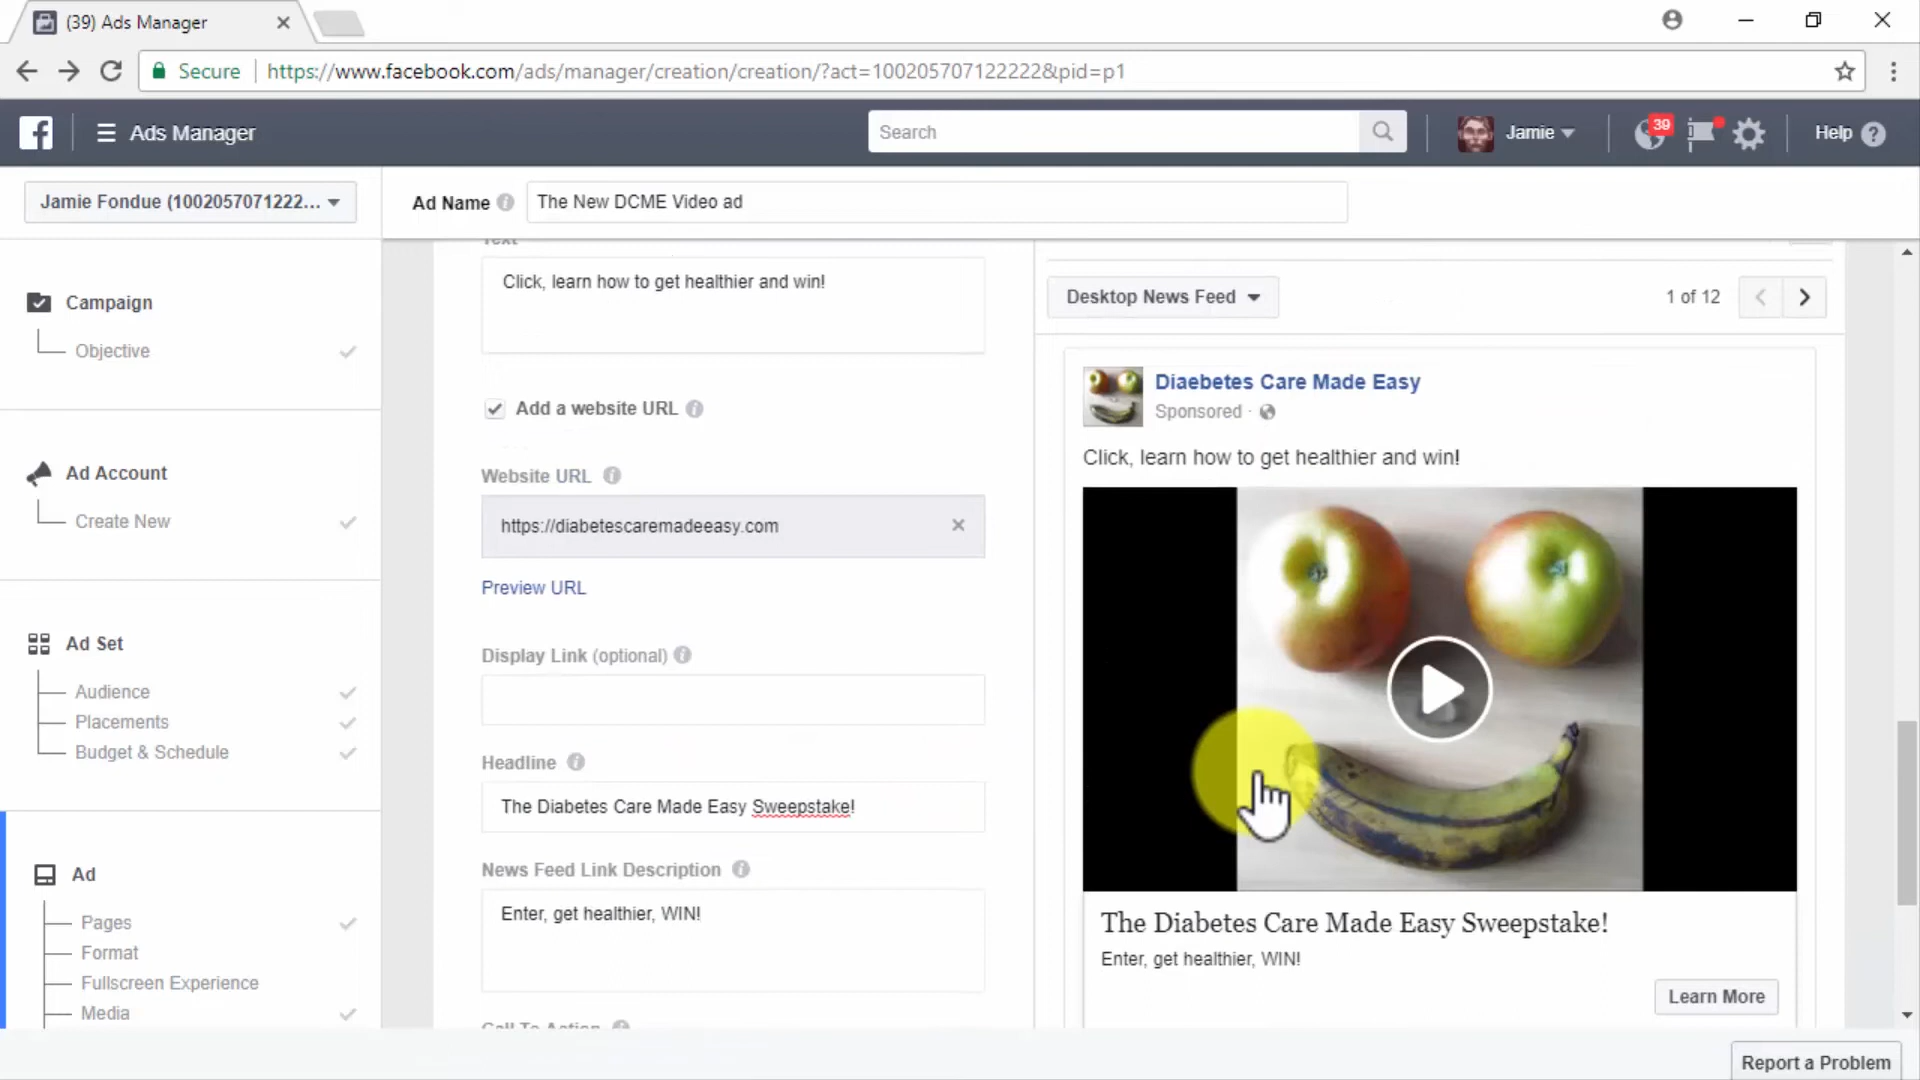 (39) Ads Manager
Secure
https://www.facebook.com/ads/manager/creation/creation/?act=100205707122222&pid=p1
Ads Manager
Search
Jamie
39
Help
Jamie Fondue (1002057071222...
Ad Name
The New DCME Video ad
Campaign
Objective
Ad Account
Create New
Ad Set
Audience
Placements
Budget & Schedule
Ad
Pages
Format
Fullscreen Experience
Media
Text
Click, learn how to get healthier and win!
Add a website URL
Website URL
https://diabetescaremadeeasy.com
Preview URL
Display Link (optional)
Headline
The Diabetes Care Made Easy Sweepstake!
News Feed Link Description
Enter, get healthier, WIN!
Call To Action
Desktop News Feed
1 of 12
Diaebetes Care Made Easy
Sponsored ·
Click, learn how to get healthier and win!
The Diabetes Care Made Easy Sweepstake!
Enter, get healthier, WIN!
Learn More
Report a Problem